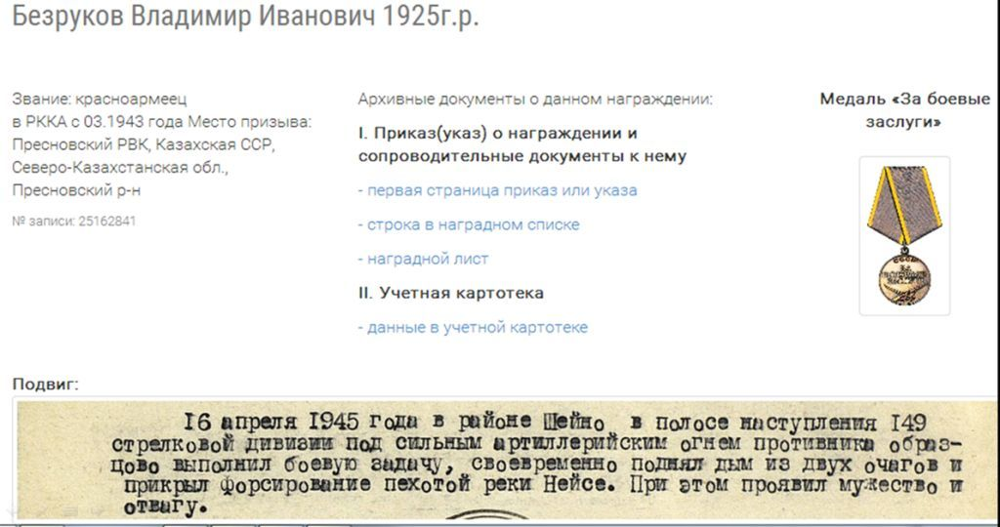 Безруков Владимир Иванович 1925г.р.
Звание: красноармеец
в РККА с 03.1943 года Место призыва:
Пресновский РВК, Казахская ССР,
Северо-Казахстанская обл.,
Пресновский р-н
№ записи: 25162841
Архивные документы о данном награждении:
I. Приказ(указ) о награждении и
сопроводительные документы к нему
- первая страница приказ или указа
- строка в наградном списке
- наградной лист
II. Учетная картотека
- данные в учетной картотеке
Медаль «За боевые
заслуги»
СССР
ЗА
БОЕВЫЕ
ЗАСЛУГИ
Подвиг:
16 апреля 1945 года в районе Шейно в полосе наступления 149
стрелковой дивизии под сильным артиллерийским огнем противника образ-
цово выполнил боевую задачу, своевременно поднял дым из двух очагов и
прикрыл форсирование пехотой реки Нейсе. При этом проявил мужество и
отвагу.